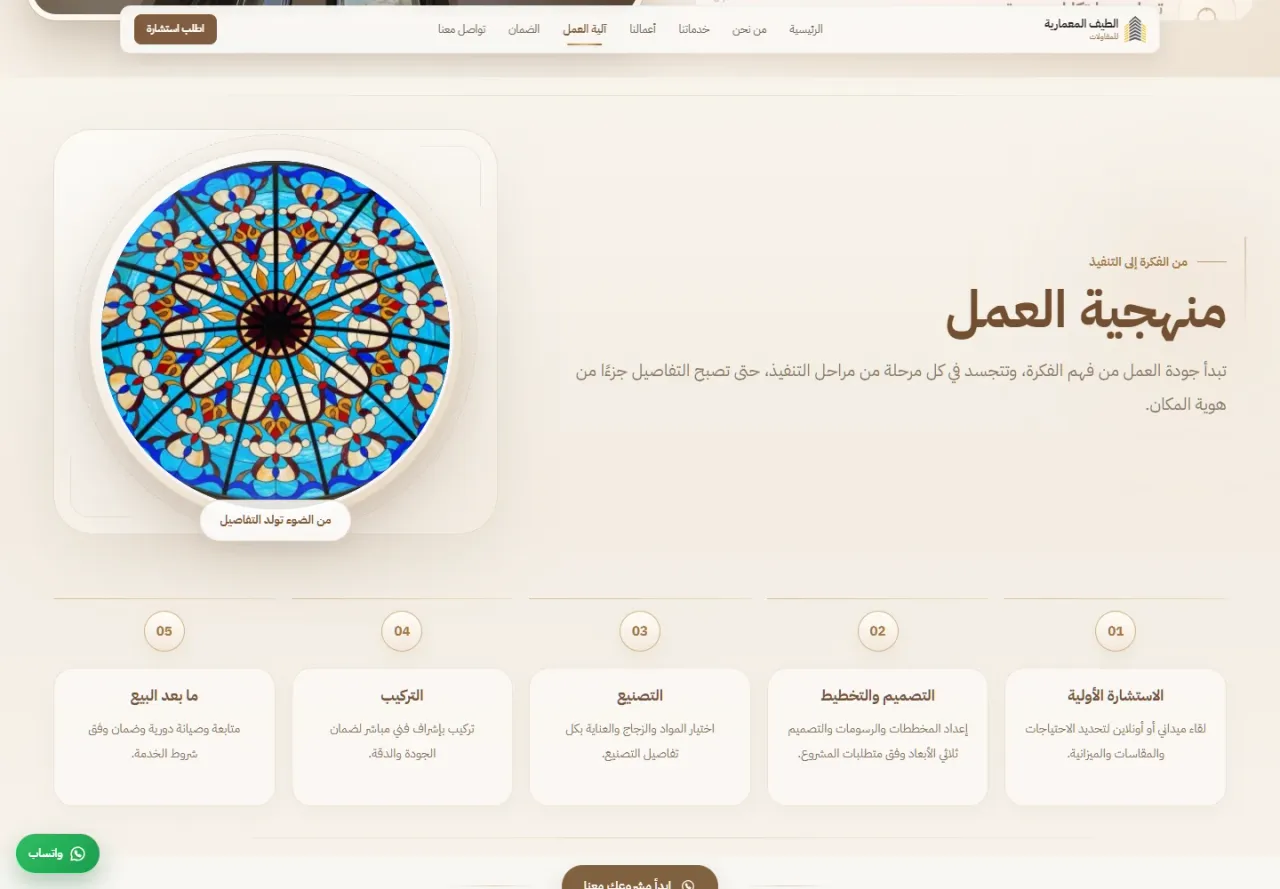 الطيف المعمارية
للمقاولات
الرئيسية
من نحن
خدماتنا
أعمالنا
آلية العمل
الضمان
تواصل معنا
اطلب استشارة
من الفكرة إلى التنفيذ
منهجية العمل
تبدأ جودة العمل من فهم الفكرة، وتتجسد في كل مرحلة من مراحل التنفيذ، حتى تصبح التفاصيل جزءًا من
هوية المكان.
من الضوء تولد التفاصيل
01
الاستشارة الأولية
لقاء ميداني أو أونلاين لتحديد الاحتياجات
والمقاسات والميزانية.
02
التصميم والتخطيط
إعداد المخططات والرسومات والتصميم
ثلاثي الأبعاد وفق متطلبات المشروع.
03
التصنيع
اختيار المواد والزجاج والعناية بكل
تفاصيل التصنيع.
04
التركيب
تركيب بإشراف فني مباشر لضمان
الجودة والدقة.
05
ما بعد البيع
متابعة وصيانة دورية وضمان وفق
شروط الخدمة.
واتساب
ابدأ مشروعك معنا